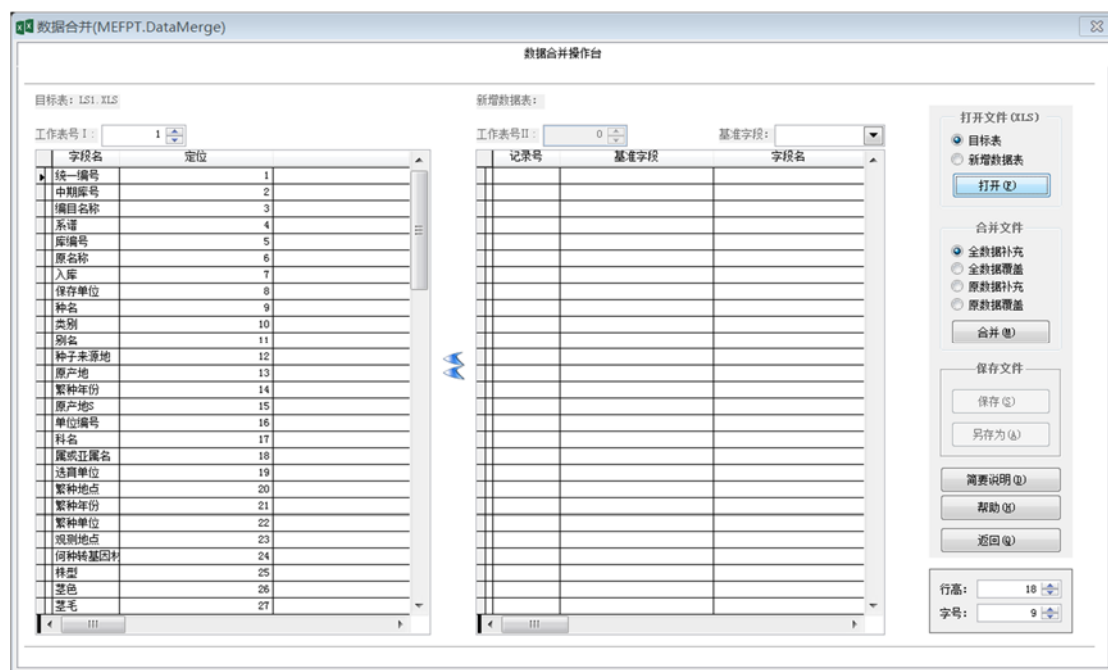 数据合并(MEFPT.DataMerge)
数据合并操作台
目标表: LS1.XLS
新增数据表:
工作表号Ⅰ: 1
工作表号Ⅱ: 0
基准字段:
字段名 定位
统一编号 1
中期库号 2
编目名称 3
系谱 4
库编号 5
原名称 6
入库 7
保存单位 8
种名 9
类别 10
别名 11
种子来源地 12
原产地 13
繁种年份 14
原产地S 15
单位编号 16
科名 17
属或亚属名 18
选育单位 19
繁种地点 20
繁种年份 21
繁种单位 22
观测地点 23
何种转基因材 24
株型 25
茎色 26
茎毛 27
记录号 基准字段 字段名
打开文件(XLS)
目标表
新增数据表
打开(F)
合并文件
全数据补充
全数据覆盖
原数据补充
原数据覆盖
合并(M)
保存文件
保存(S)
另存为(A)
简要说明(D)
帮助(H)
返回(Q)
行高: 18
字号: 9